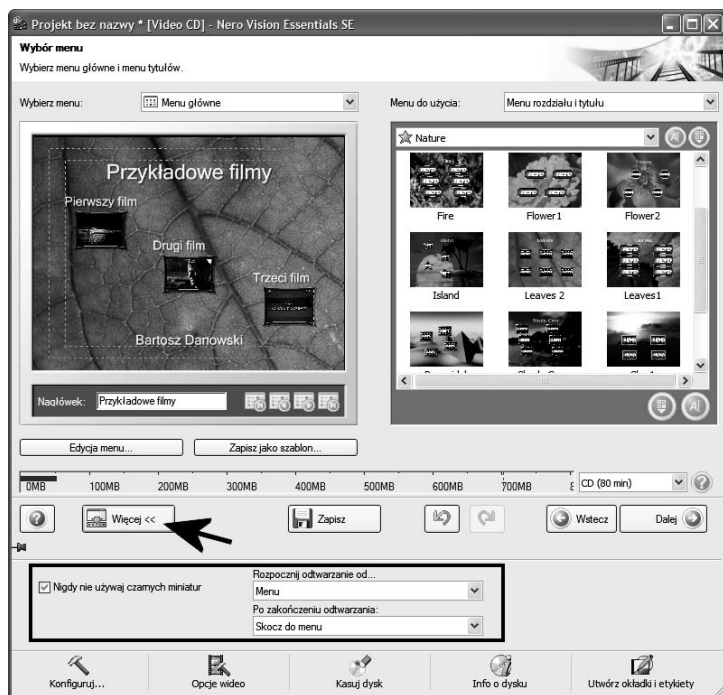 Projekt bez nazwy * [Video CD] - Nero Vision Essentials SE
Wybór menu
Wybierz menu główne i menu tytułów.
Wybierz menu: Menu główne
Menu do użycia: Menu rozdziału i tytułu
Nature
Przykładowe filmy
Pierwszy film
Drugi film
Trzeci film
Bartosz Danowski
Fire Flower1 Flower2
Island Leaves 2 Leaves1
Nagłówek: Przykładowe filmy
Edycja menu... Zapisz jako szablon...
0MB 100MB 200MB 300MB 400MB 500MB 600MB 700MB 8 CD (80 min)
Więcej << Zapisz Wstecz Dalej
Nigdy nie używaj czarnych miniatur
Rozpocznij odtwarzanie od...
Menu
Po zakończeniu odtwarzania:
Skocz do menu
Konfiguruj... Opcje wideo Kasuj dysk Info o dysku Utwórz okładki i etykiety